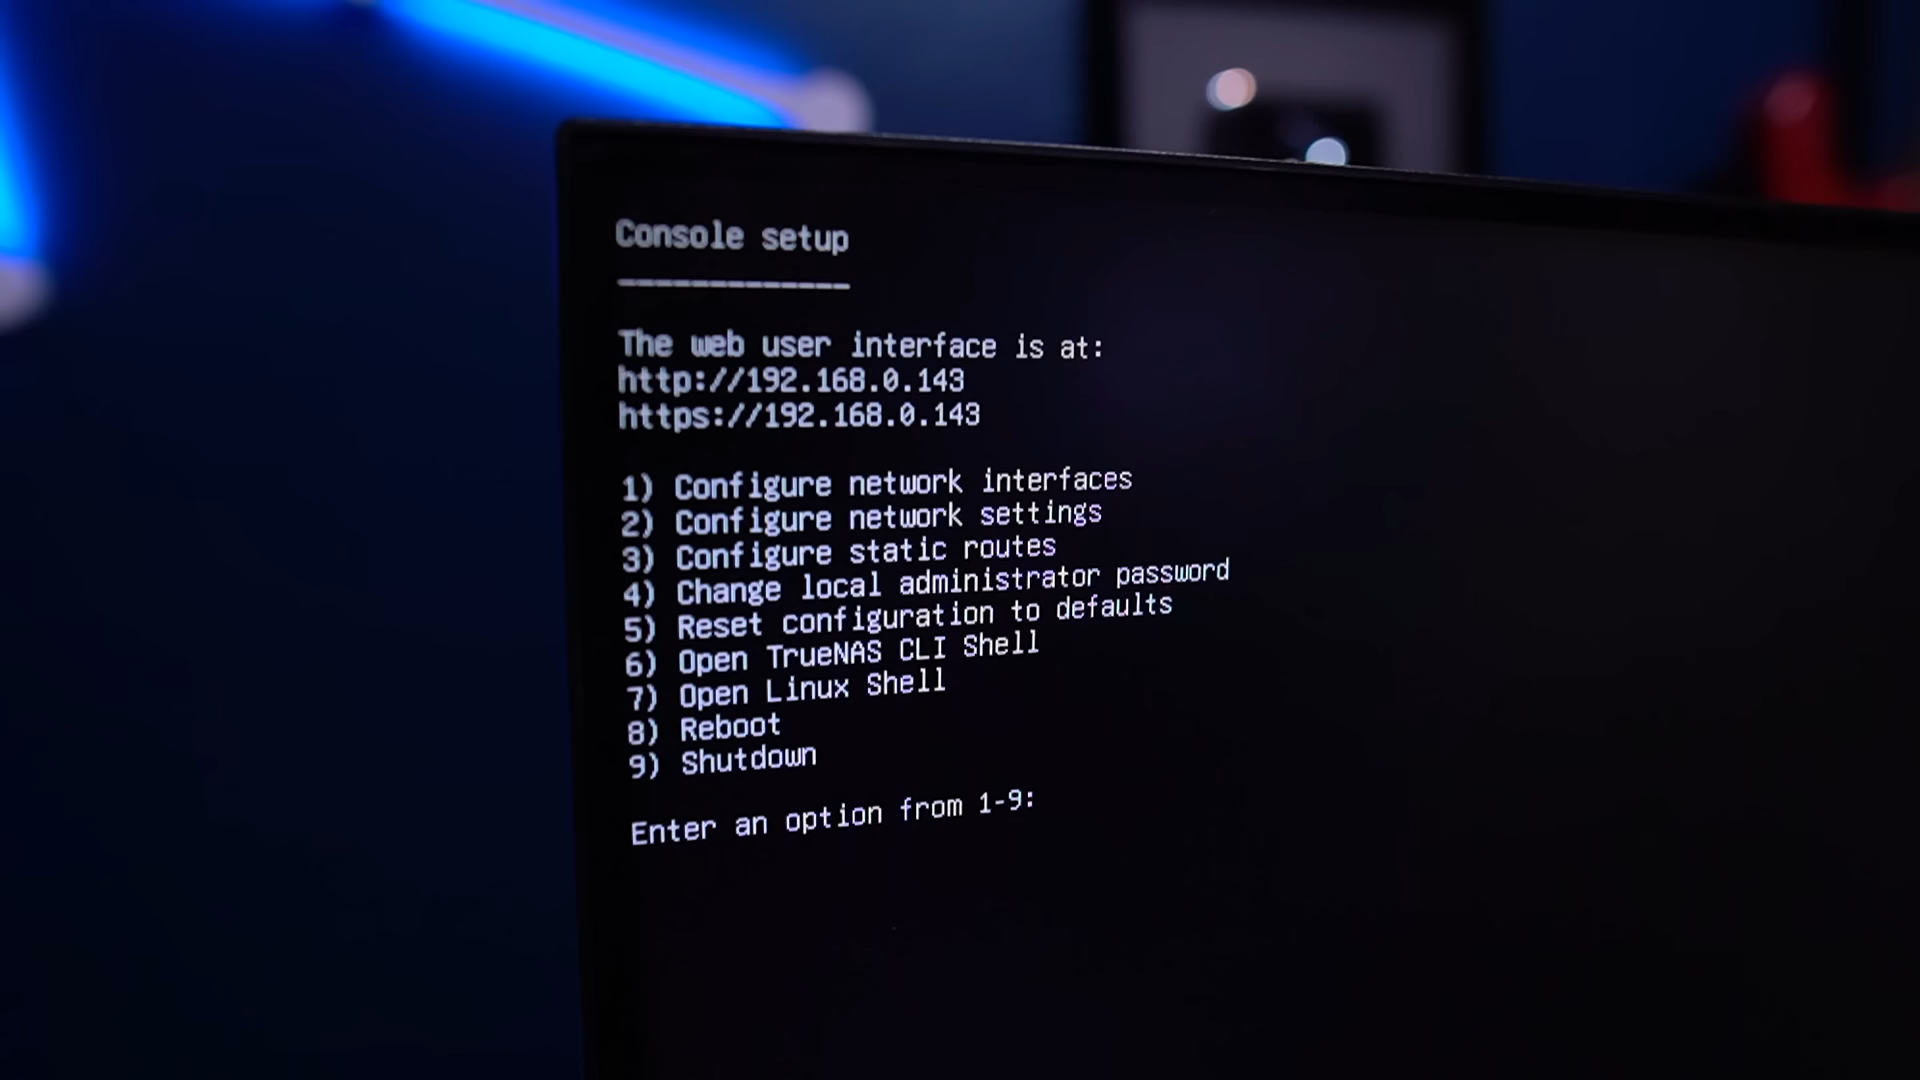 Console setup
-------------
The web user interface is at:
http://192.168.0.143
https://192.168.0.143
1) Configure network interfaces
2) Configure network settings
3) Configure static routes
4) Change local administrator password
5) Reset configuration to defaults
6) Open TrueNAS CLI Shell
7) Open Linux Shell
8) Reboot
9) Shutdown
Enter an option from 1-9: